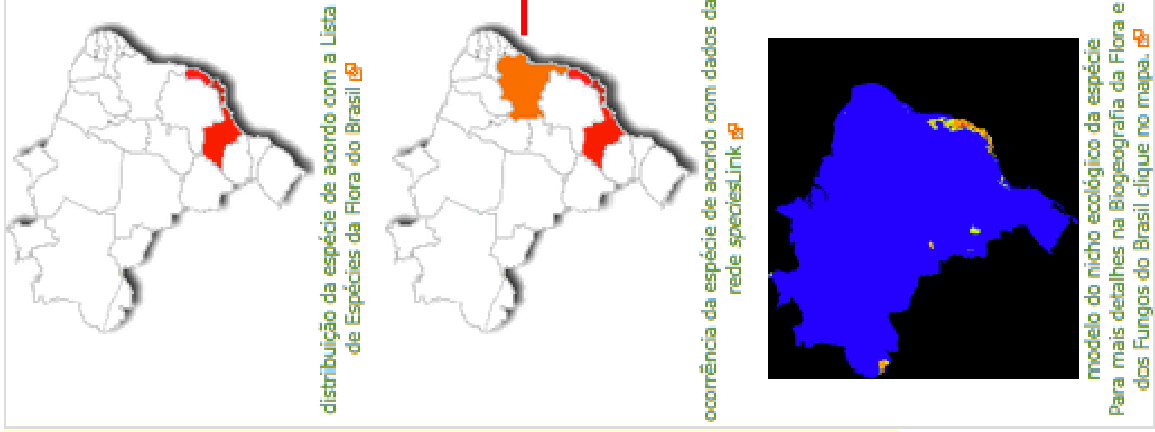 distribuição da espécie de acordo com a Lista
de Espécies da Flora do Brasil
ocorrência da espécie de acordo com dados da
rede speciesLink
modelo do nicho ecológico da espécie
Para mais detalhes na Biogeografia da Flora e
dos Fungos do Brasil clique no mapa.